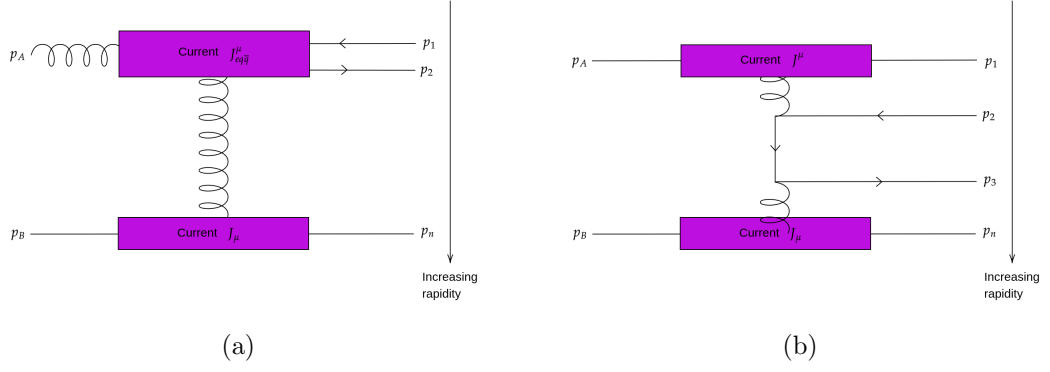 p_A
Current J^μ_{eqq̄}
p_1
p_2
p_B
Current J_μ
p_n
Increasing
rapidity
(a)
p_A
Current J^μ
p_1
p_2
p_3
p_B
Current J_μ
p_n
Increasing
rapidity
(b)